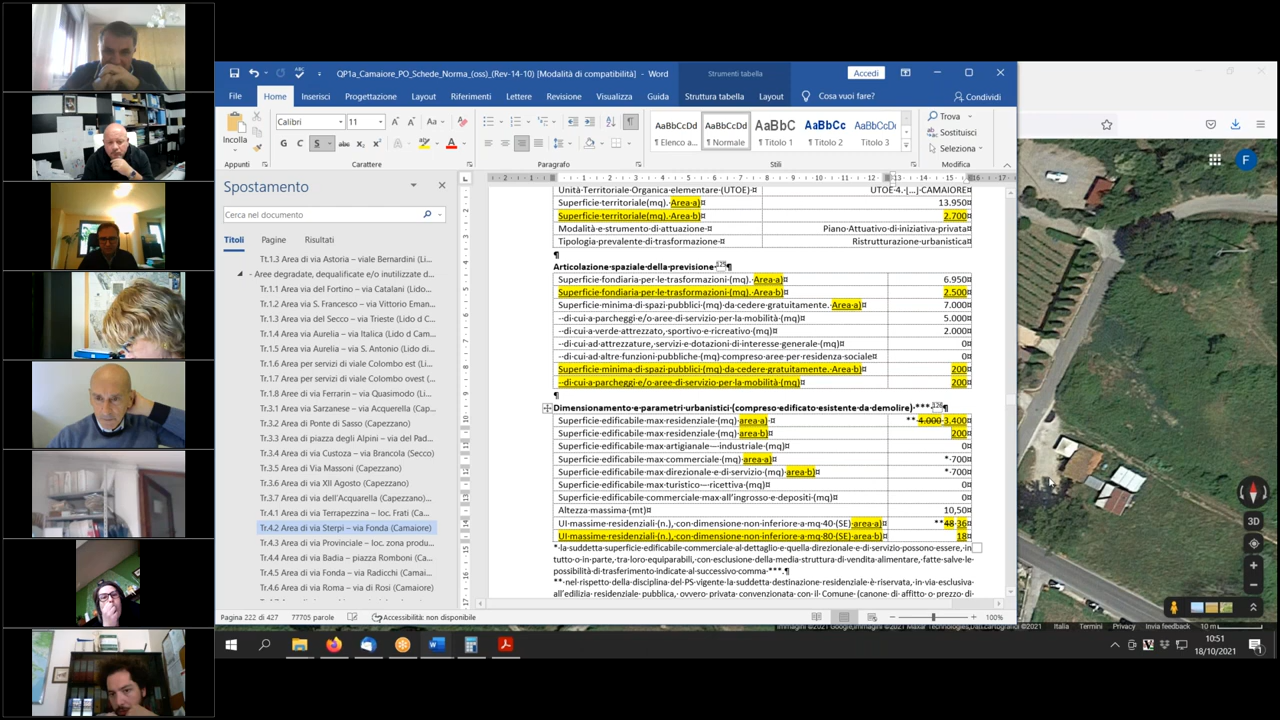 QP1a_Camaiore_PO_Schede_Norma_(oss)_(Rev-14-10) [Modalità di compatibilità] - Word
Strumenti tabella
Accedi
File Home Inserisci Progettazione Layout Riferimenti Lettere Revisione Visualizza Guida Struttura tabella Layout Cosa vuoi fare? Condividi
Incolla
Calibri 11
G C S abc x₂ x²
AaBbCcDd AaBbCcDd AaBbC AaBbCc AaBbCcDc
¶ Elenco a... ¶ Normale ¶ Titolo 1 ¶ Titolo 2 ¶ Titolo 3
Trova
Sostituisci
Seleziona
Appunti Carattere Paragrafo Stili Modifica
Spostamento
Cerca nel documento
Titoli Pagine Risultati
Tr.1.3 Area di via Astoria – viale Bernardini (L...
Aree degradate, dequalificate e/o inutilizzate d...
Tr.1.1 Area via del Fortino – via Catalani (Lido...
Tr.1.2 Area via S. Francesco – via Vittorio Eman...
Tr.1.3 Area via del Secco – via Trieste (Lido di C...
Tr.1.4 Area via Aurelia – via Italica (Lido d Cam...
Tr.1.5 Area via Aurelia – via S. Antonio (Lido di...
Tr.1.6 Area per servizi di viale Colombo est (Li...
Tr.1.7 Area per servizi di viale Colombo ovest (...
Tr.1.8 Area via Ferrarin – via Quasimodo (Lido...
Tr.3.1 Area via Sarzanese – via Acquerella (Cap...
Tr.3.2 Area di Ponte di Sasso (Capezzano)
Tr.3.3 Area di piazza degli Alpini – via del Pad...
Tr.3.4 Area di via Custoza – via Brancola (Secco)
Tr.3.5 Area di Via Massoni (Capezzano)
Tr.3.6 Area di via XII Agosto (Capezzano)
Tr.3.7 Area di via dell'Acquarella (Capezzano)
Tr.4.1 Area di via Terrapezzina – loc. Frati (Ca...
Tr.4.2 Area di via Sterpi – via Fonda (Camaiore)
Tr.4.3 Area di via Provinciale – loc. zona produ...
Tr.4.4 Area di via Badia – piazza Romboni (Ca...
Tr.4.5 Area di via Fonda – via Radicchi (Camai...
Tr.4.6 Area di via Roma – via di Rosi (Camaiore)
Unità·Territoriale·Organica·elementare·(UTOE)¤ UTOE·4.·[...]·CAMAIORE¤
Superficie·territoriale(mq).·Area·a)¤ 13.950¤
Superficie·territoriale(mq).·Area·b)¤ 2.700¤
Modalità·e·strumento·di·attuazione·¤ Piano·Attuativo·di·iniziativa·privata¤
Tipologia·prevalente·di·trasformazione·¤ Ristrutturazione·urbanistica¤
¶
Articolazione·spaziale·della·previsione·125¶
Superficie·fondiaria·per·le·trasformazioni·(mq).·Area·a)¤ 6.950¤
Superficie·fondiaria·per·le·trasformazioni·(mq).·Area·b)¤ 2.500¤
Superficie·minima·di·spazi·pubblici·(mq)·da·cedere·gratuitamente.·Area·a)¤ 7.000¤
--di·cui·a·parcheggi·e/o·aree·di·servizio·per·la·mobilità·(mq)¤ 5.000¤
--di·cui·a·verde·attrezzato,·sportivo·e·ricreativo·(mq)¤ 2.000¤
--di·cui·ad·attrezzature,·servizi·e·dotazioni·di·interesse·generale·(mq)¤ 0¤
--di·cui·ad·altre·funzioni·pubbliche·(mq)·compreso·aree·per·residenza·sociale¤ 0¤
Superficie·minima·di·spazi·pubblici·(mq)·da·cedere·gratuitamente.·Area·b)¤ 200¤
--di·cui·a·parcheggi·e/o·aree·di·servizio·per·la·mobilità·(mq)¤ 200¤
¶
Dimensionamento·e·parametri·urbanistici·(compreso·edificato·esistente·da·demolire)·***·126¶
Superficie·edificabile·max·residenziale·(mq)·area·a)·¤ **·4.000·3.400¤
Superficie·edificabile·max·residenziale·(mq)·area·b)¤ 200¤
Superficie·edificabile·max·artigianale·–·industriale·(mq)¤ 0¤
Superficie·edificabile·max·commerciale·(mq)·area·a)¤ *·700¤
Superficie·edificabile·max·direzionale·e·di·servizio·(mq)·area·b)¤ *·700¤
Superficie·edificabile·max·turistico·–·ricettiva·(mq)¤ 0¤
Superficie·edificabile·commerciale·max·all'ingrosso·e·depositi·(mq)¤ 0¤
Altezza·massima·(mt)¤ 10,50¤
UI·massime·residenziali·(n.),·con·dimensione·non·inferiore·a·mq·40·(SE)·area·a)¤ **48·36¤
UI·massime·residenziali·(n.),·con·dimensione·non·inferiore·a·mq·80·(SE)·area·b)¤ 18¤
*·la·suddetta·superficie·edificabile·commerciale·al·dettaglio·e·quella·direzionale·e·di·servizio·possono·essere,·in·
tutto·o·in·parte,·tra·loro·equiparabili,·con·esclusione·della·media·struttura·di·vendita·alimentare,·fatte·salve·le·
possibilità·di·trasferimento·indicate·al·successivo·comma·***.¶
**·nel·rispetto·della·disciplina·del·PS·vigente·la·suddetta·destinazione·residenziale·è·riservata,·in·via·esclusiva·
all'edilizia·residenziale·pubblica,·ovvero·privata·convenzionata·con·il·Comune·(canone·di·affitto·o·prezzo·di·
Pagina 222 di 427 77705 parole Accessibilità: non disponibile 100%
F
3D
Immagini ©2021 Google, Immagini ©2021 Maxar Technologies, Dati cartografici ©2021 Italia Termini Privacy Invia feedback 10 m
10:51
18/10/2021